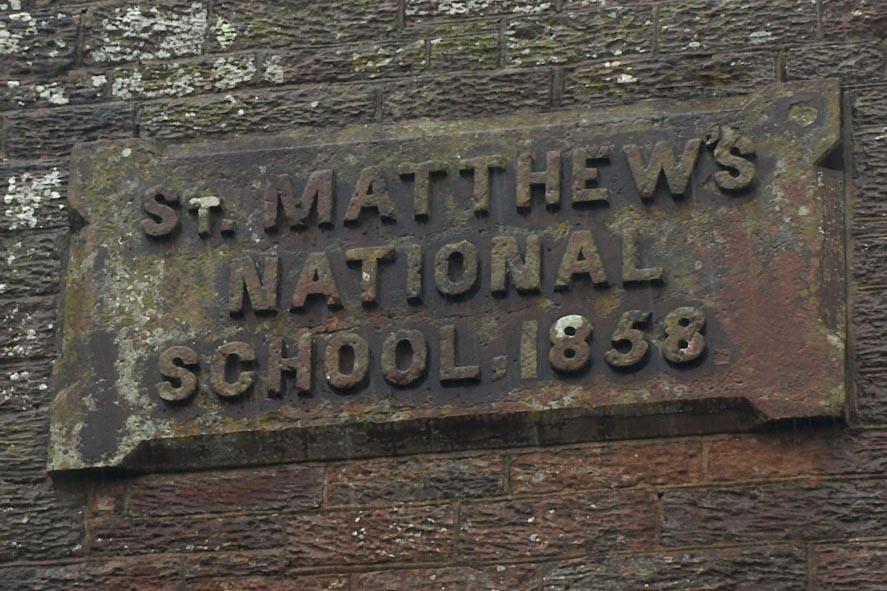 ST. MATTHEW'S
NATIONAL
SCHOOL. 1858.